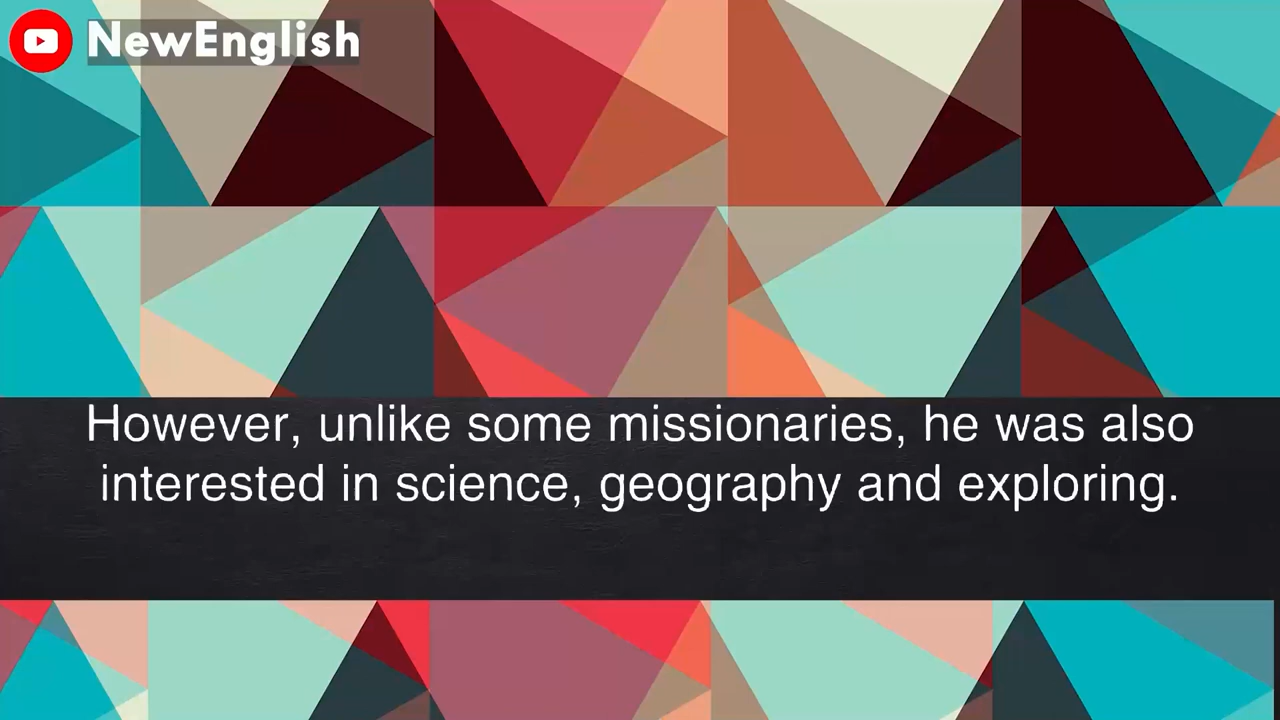 NewEnglish
However, unlike some missionaries, he was also
interested in science, geography and exploring.